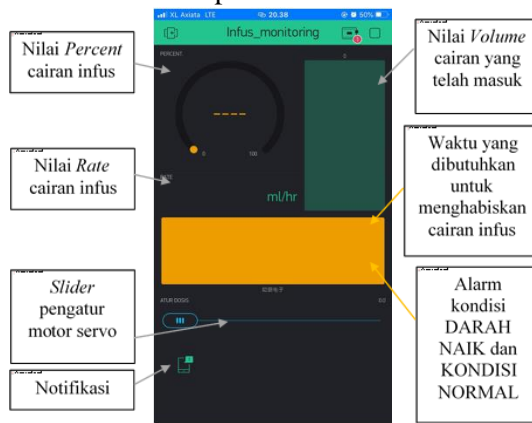 XL Axiata LTE 20.38 50%
Infus_monitoring
Nilai Percent
cairan infus
PERCENT
----
0 100
0
Nilai Volume
cairan yang
telah masuk
Nilai Rate
cairan infus
RATE
ml/hr
Waktu yang
dibutuhkan
untuk
menghabiskan
cairan infus
Slider
pengatur
motor servo
ATUR DOSIS
Alarm
kondisi
DARAH
NAIK dan
KONDISI
NORMAL
Notifikasi